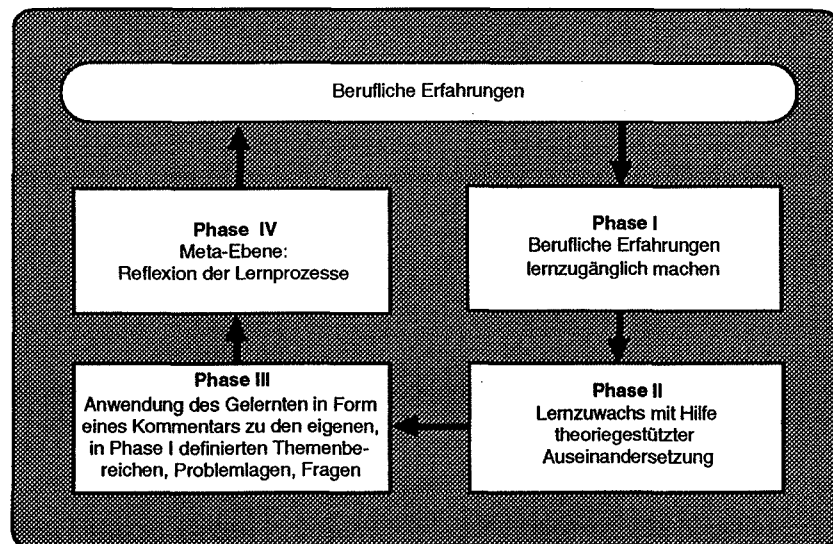 Berufliche Erfahrungen
Phase I
Berufliche Erfahrungen
lernzugänglich machen
Phase II
Lernzuwachs mit Hilfe
theoriegestützter
Auseinandersetzung
Phase III
Anwendung des Gelernten in Form
eines Kommentars zu den eigenen,
in Phase I definierten Themenbe-
reichen, Problemlagen, Fragen
Phase IV
Meta-Ebene:
Reflexion der Lernprozesse